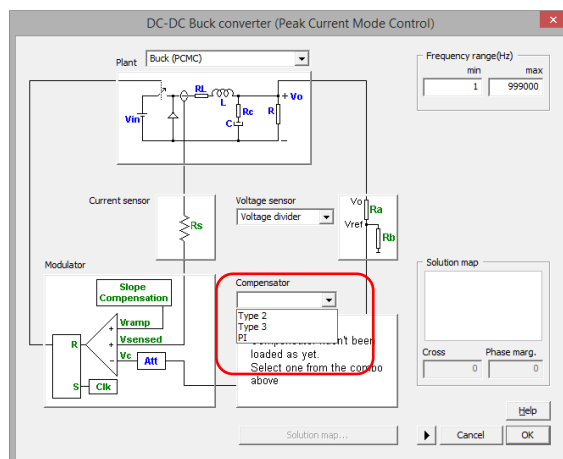 DC-DC Buck converter (Peak Current Mode Control)
×
Plant
Buck (PCMC)
Frequency range(Hz)
min
max
1
999000
RL
L
Vin
Rc
C
R
+ Vo
Current sensor
Rs
Voltage sensor
Voltage divider
Vo
Ra
Vref
Rb
Modulator
Slope
Compensation
Vramp
Vsensed
Vc
Att
R
S
Clk
Compensator
Type 2
Type 3
PI
n't been
loaded as yet.
Select one from the combo
above
Solution map
Cross
Phase marg.
0
0
Help
Solution map...
Cancel
OK